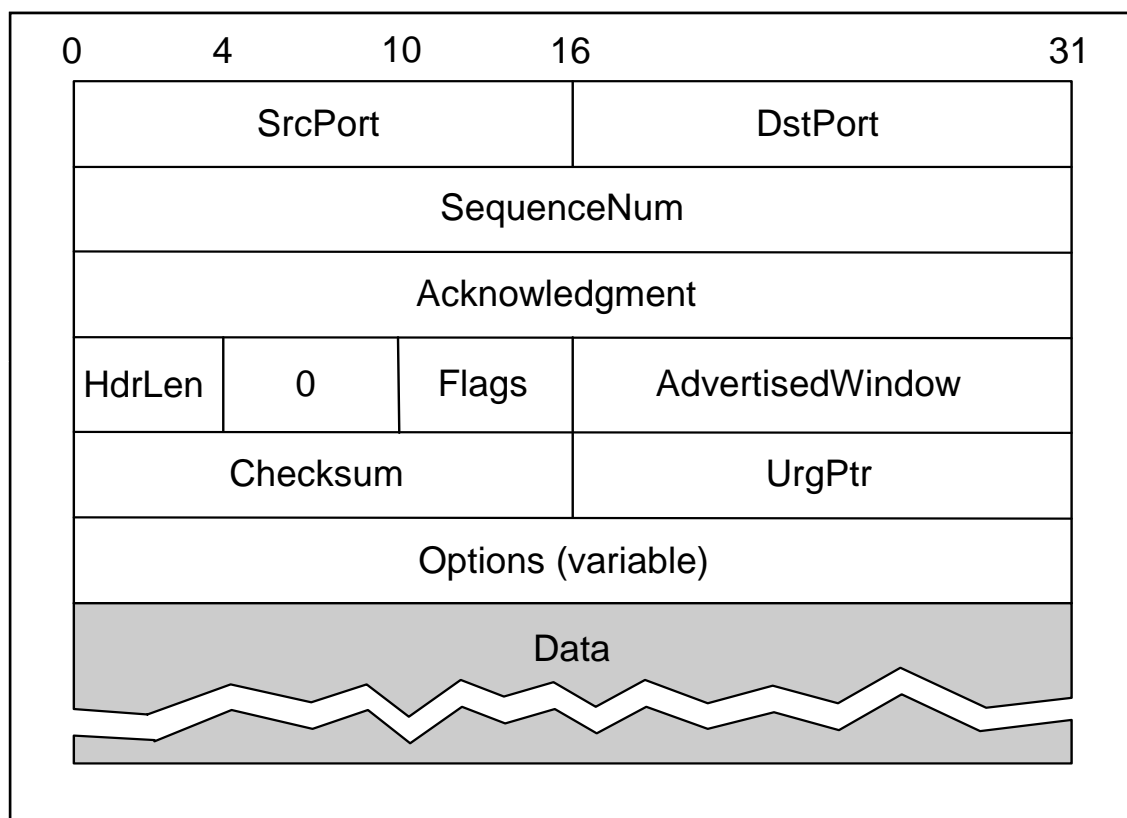 0 4 10 16 31
SrcPort DstPort
SequenceNum
Acknowledgment
HdrLen 0 Flags AdvertisedWindow
Checksum UrgPtr
Options (variable)
Data